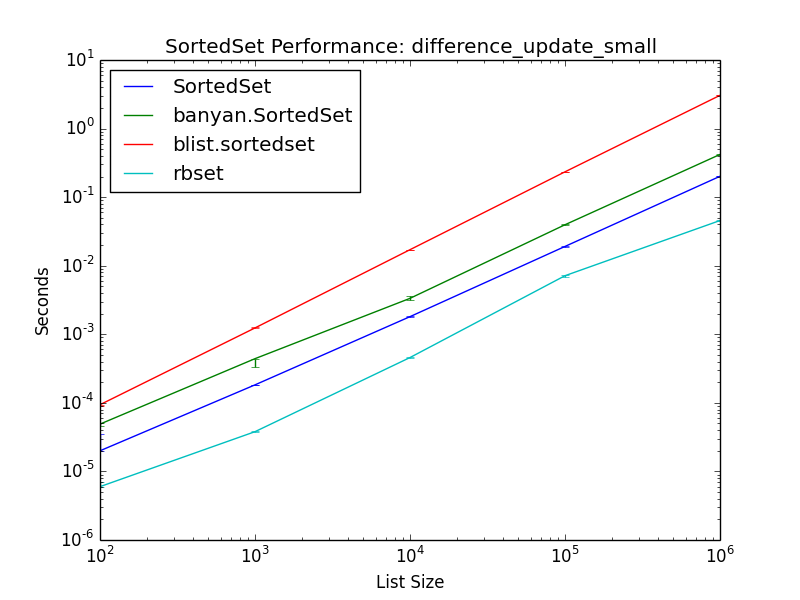 SortedSet Performance: difference_update_small
SortedSet
banyan.SortedSet
blist.sortedset
rbset
10^1
10^0
10^-1
10^-2
10^-3
10^-4
10^-5
10^-6
Seconds
10^2 10^3 10^4 10^5 10^6
List Size